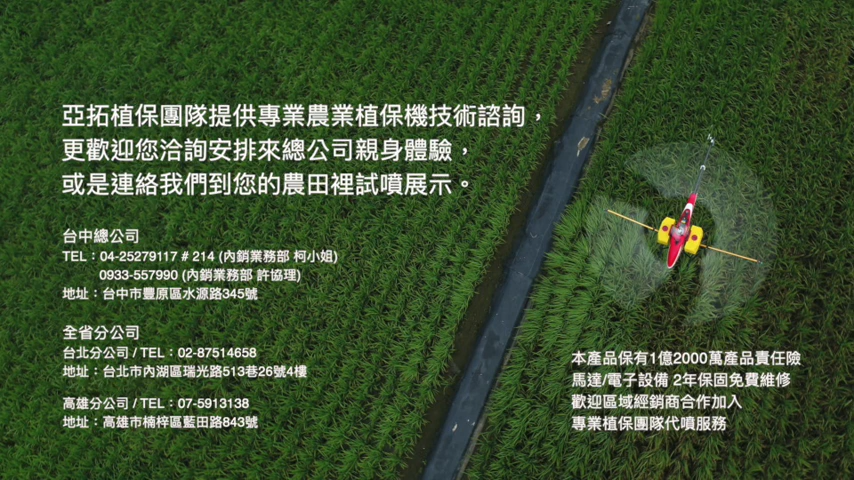 亞拓植保團隊提供專業農業植保機技術諮詢，
更歡迎您洽詢安排來總公司親身體驗，
或是連絡我們到您的農田裡試噴展示。
台中總公司
TEL：04-25279117 # 214 (內銷業務部 柯小姐)
0933-557990 (內銷業務部 許協理)
地址：台中市豐原區水源路345號
全省分公司
台北分公司 / TEL：02-87514658
地址：台北市內湖區瑞光路513巷26號4樓
高雄分公司 / TEL：07-5913138
地址：高雄市楠梓區藍田路843號
本產品保有1億2000萬產品責任險
馬達/電子設備 2年保固免費維修
歡迎區域經銷商合作加入
專業植保團隊代噴服務